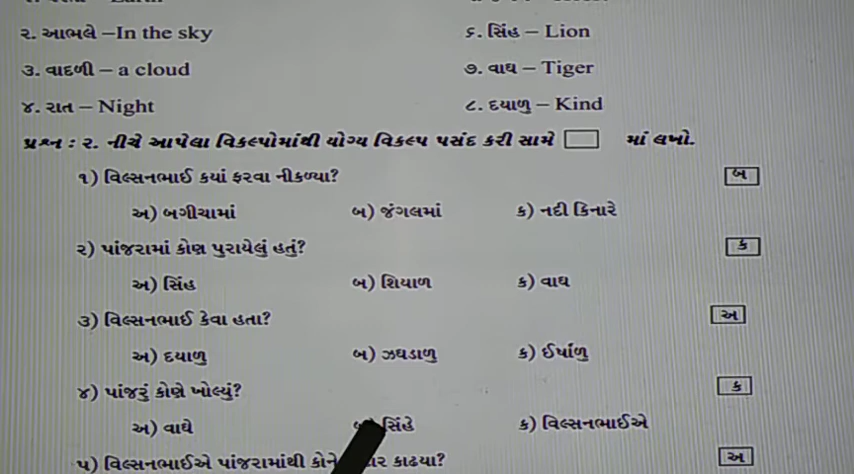 ૨. આભલે –In the sky ૬. સિંહ – Lion
૩. વાદળી – a cloud ૭. વાઘ – Tiger
૪. રાત – Night ૮. દયાળુ – Kind
પ્રશ્ન : ૨. નીચે આપેલા વિકલ્પોમાંથી યોગ્ય વિકલ્પ પસંદ કરી સામે માં લખો.
૧) વિલ્સનભાઈ કયાં ફરવા નીકળ્યા? બ
અ) બગીચામાં બ) જંગલમાં ક) નદી કિનારે
૨) પાંજરામાં કોણ પુરાયેલું હતું? ક
અ) સિંહ બ) શિયાળ ક) વાઘ
૩) વિલ્સનભાઈ કેવા હતા? અ
અ) દયાળુ બ) ઝઘડાળુ ક) ઈર્ષાળુ
૪) પાંજરું કોણે ખોલ્યું? ક
અ) વાઘે સિંહે ક) વિલ્સનભાઈએ
૫) વિલ્સનભાઈએ પાંજરામાંથી કાઢયા? અ